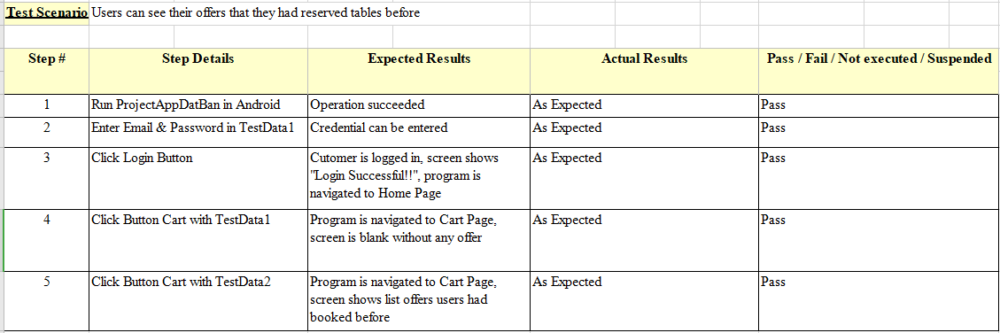 Test Scenario Users can see their offers that they had reserved tables before
Step # Step Details Expected Results Actual Results Pass / Fail / Not executed / Suspended
1 Run ProjectAppDatBan in Android Operation succeeded As Expected Pass
2 Enter Email & Password in TestData1 Credential can be entered As Expected Pass
3 Click Login Button Cutomer is logged in, screen shows As Expected Pass
"Login Successful!!", program is
navigated to Home Page
4 Click Button Cart with TestData1 Program is navigated to Cart Page, As Expected Pass
screen is blank without any offer
5 Click Button Cart with TestData2 Program is navigated to Cart Page, As Expected Pass
screen shows list offers users had
booked before